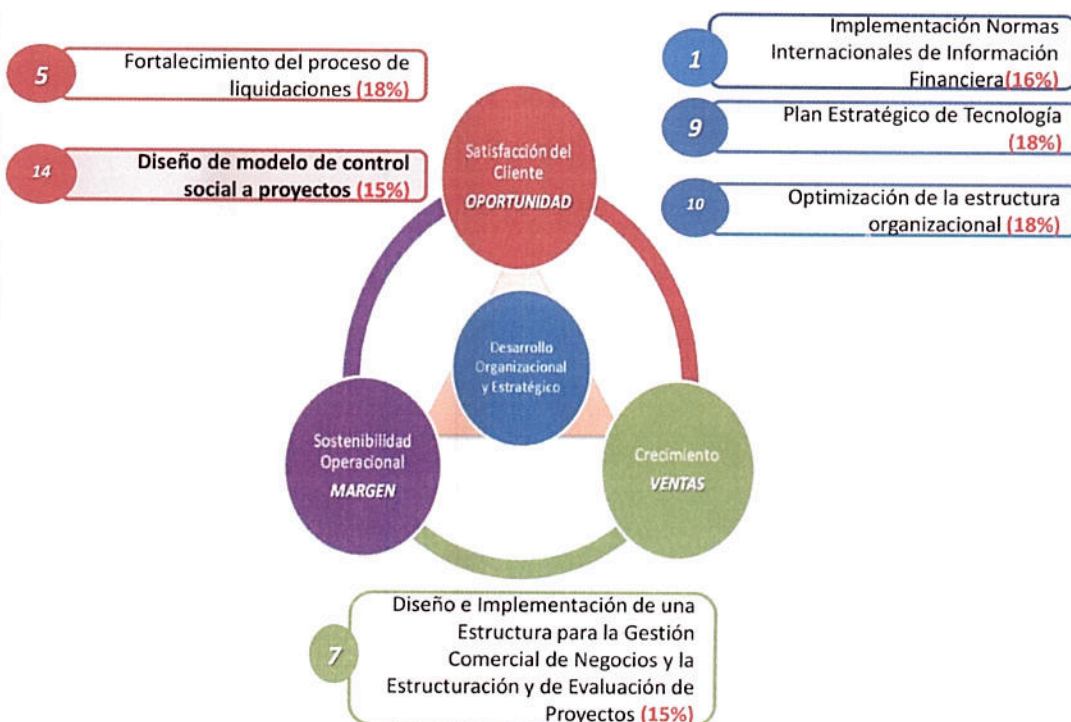 5
Fortalecimiento del proceso de
liquidaciones (18%)
14
Diseño de modelo de control
social a proyectos (15%)
1
Implementación Normas
Internacionales de Información
Financiera(16%)
9
Plan Estratégico de Tecnología
(18%)
10
Optimización de la estructura
organizacional (18%)
Satisfacción del
Cliente
OPORTUNIDAD
Desarrollo
Organizacional
y Estratégico
Sostenibilidad
Operacional
MARGEN
Crecimiento
VENTAS
7
Diseño e Implementación de una
Estructura para la Gestión
Comercial de Negocios y la
Estructuración y de Evaluación de
Proyectos (15%)